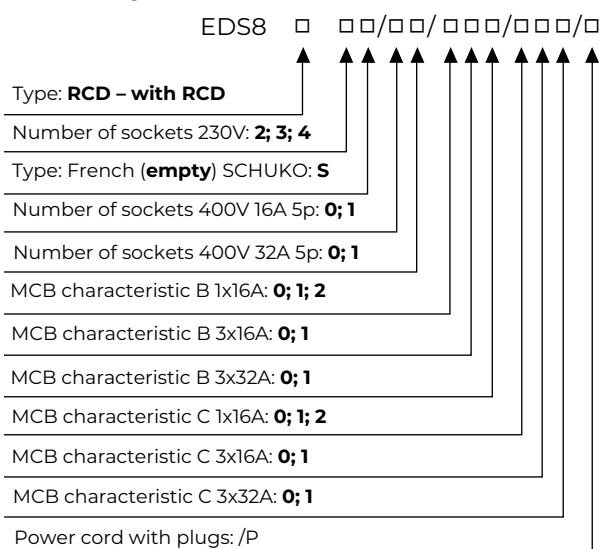 EDS8 □ □□/□□/ □□□/□□□/□
Type: RCD – with RCD
Number of sockets 230V: 2; 3; 4
Type: French (empty) SCHUKO: S
Number of sockets 400V 16A 5p: 0; 1
Number of sockets 400V 32A 5p: 0; 1
MCB characteristic B 1x16A: 0; 1; 2
MCB characteristic B 3x16A: 0; 1
MCB characteristic B 3x32A: 0; 1
MCB characteristic C 1x16A: 0; 1; 2
MCB characteristic C 3x16A: 0; 1
MCB characteristic C 3x32A: 0; 1
Power cord with plugs: /P